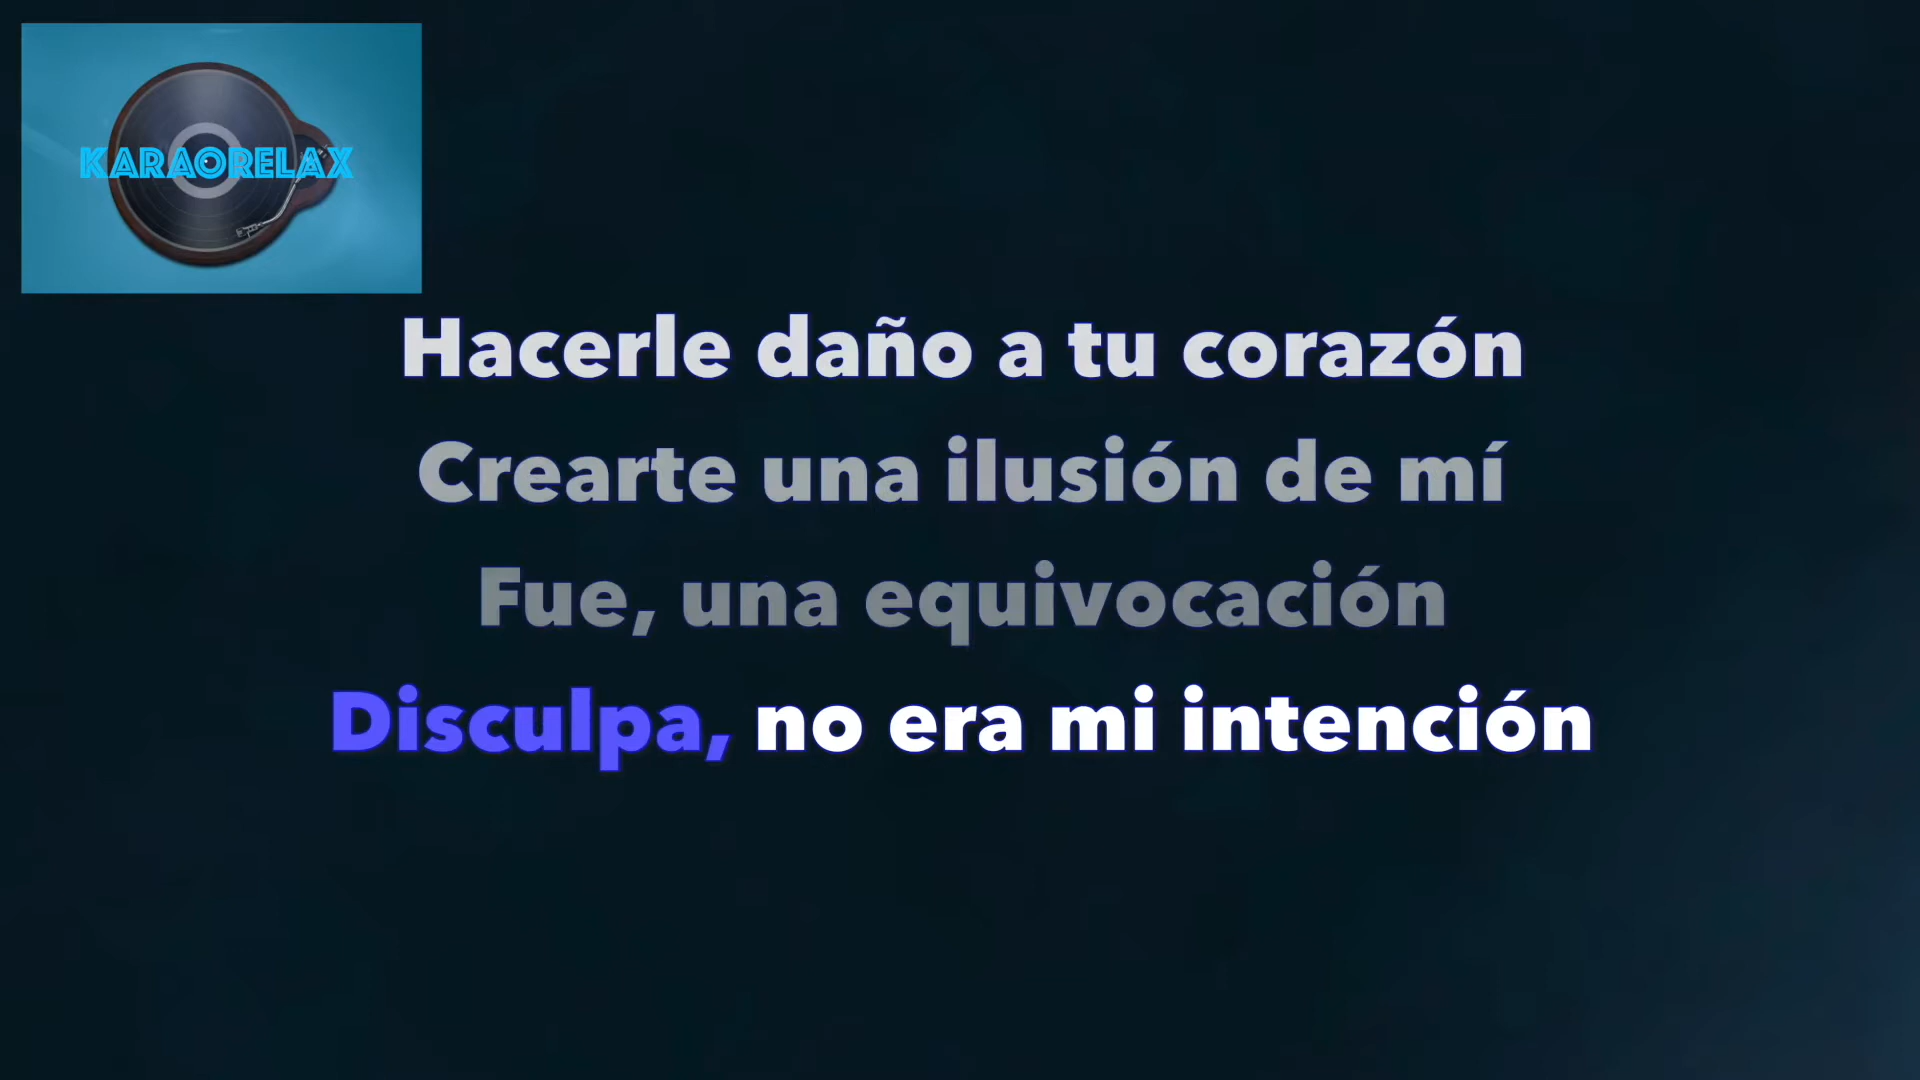 KARAORELAX
Hacerle daño a tu corazón
Crearte una ilusión de mí
Fue, una equivocación
Disculpa, no era mi intención